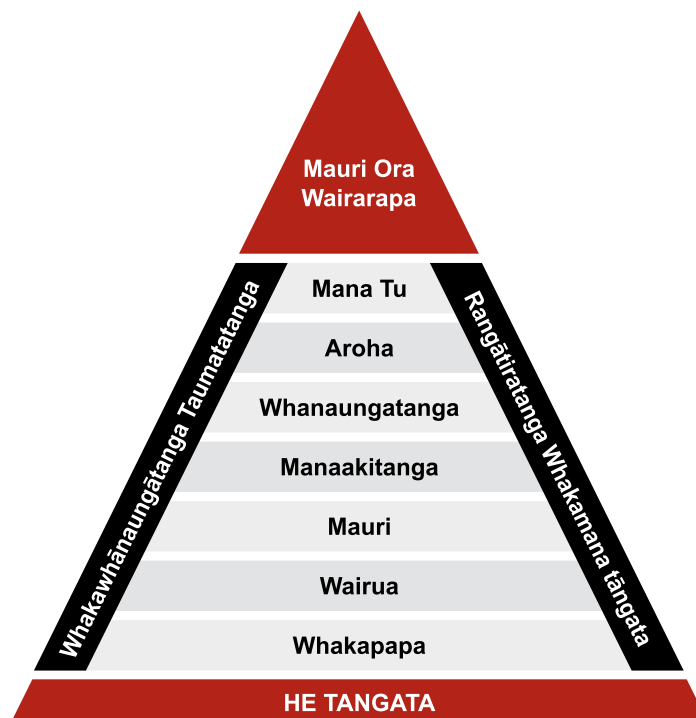 Mauri Ora
Wairarapa
Whakawhānaungātanga Taumatatanga
Rangātiratanga Whakamana tāngata
Mana Tu
Aroha
Whanaungatanga
Manaakitanga
Mauri
Wairua
Whakapapa
HE TANGATA